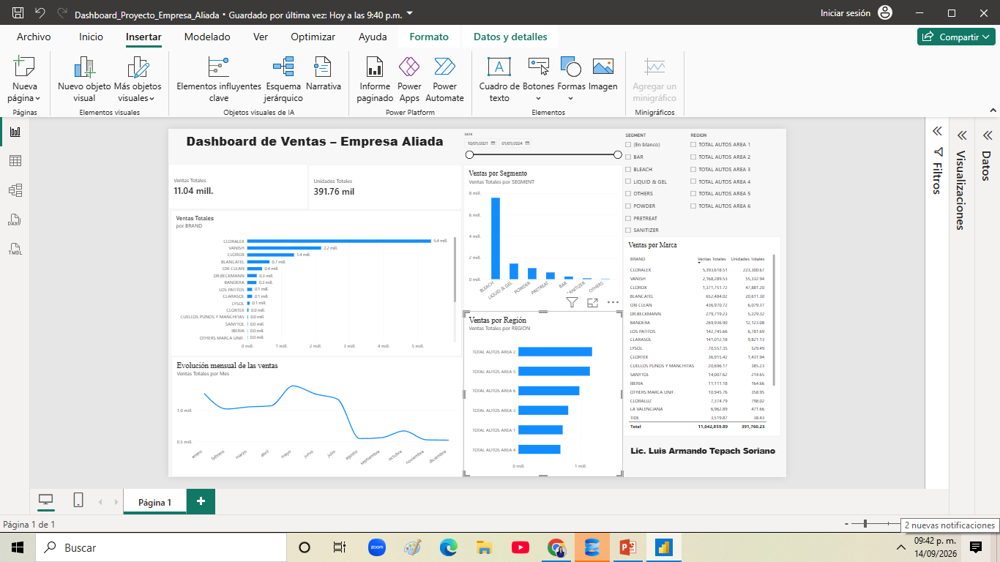 Dashboard_Proyecto_Empresa_Aliada • Guardado por última vez: Hoy a las 9:40 p.m.
Iniciar sesión
Archivo Inicio Insertar Modelado Ver Optimizar Ayuda Formato Datos y detalles
Compartir
Nueva página
Páginas
Nuevo objeto visual
Más objetos visuales
Elementos visuales
Elementos influyentes clave
Esquema jerárquico
Narrativa
Objetos visuales de IA
Informe paginado
Power Apps
Power Automate
Power Platform
Cuadro de texto
Botones
Formas
Imagen
Elementos
Agregar un minigráfico
Minigráficos
DAX
TMDL
Dashboard de Ventas – Empresa Aliada
DATE
10/01/2021 01/01/2024
SEGMENT
(En blanco)
BAR
BLEACH
LIQUID & GEL
OTHERS
POWDER
PRETREAT
SANITIZER
REGION
TOTAL AUTOS AREA 1
TOTAL AUTOS AREA 2
TOTAL AUTOS AREA 3
TOTAL AUTOS AREA 4
TOTAL AUTOS AREA 5
TOTAL AUTOS AREA 6
Ventas Totales
11.04 mill.
Unidades Totales
391.76 mil
Ventas Totales
por BRAND
CLORALEX 5.4 mill.
VANISH 2.2 mill.
CLOROX 1.4 mill.
BLANCATEL 0.7 mill.
OXI CLEAN 0.4 mill.
DR.BECKMANN 0.3 mill.
BANDERA 0.3 mill.
LOS PATITOS 0.1 mill.
CLARASOL 0.1 mill.
LYSOL 0.1 mill.
CLORTEX 0.0 mill.
CUELLOS PUNOS Y MANCHITAS 0.0 mill.
SANYTOL 0.0 mill.
IBERIA 0.0 mill.
OTHERS MARCA UNIF. 0.0 mill.
0 mill. 1 mill. 2 mill. 3 mill. 4 mill. 5 mill.
Evolución mensual de las ventas
Ventas Totales por Mes
1.0 mill.
0.5 mill.
enero febrero marzo abril mayo junio julio agosto septiembre octubre noviembre diciembre
Ventas por Segmento
Ventas Totales por SEGMENT
8 mill.
6 mill.
4 mill.
2 mill.
0 mill.
BLEACH LIQUID & GEL POWDER PRETREAT BAR SANITIZER OTHERS
Ventas por Región
Ventas Totales por REGION
TOTAL AUTOS AREA 2
TOTAL AUTOS AREA 5
TOTAL AUTOS AREA 6
TOTAL AUTOS AREA 3
TOTAL AUTOS AREA 1
TOTAL AUTOS AREA 4
0 mill. 1 mill.
Ventas por Marca
BRAND Ventas Totales Unidades Totales
CLORALEX 5,393,618.51 223,300.67
VANISH 2,168,289.53 55,332.94
CLOROX 1,371,751.72 47,881.20
BLANCATEL 652,484.02 20,611.30
OXI CLEAN 436,970.72 6,079.37
DR.BECKMANN 279,719.23 5,229.32
BANDERA 269,936.90 12,123.08
LOS PATITOS 142,745.66 6,781.69
CLARASOL 141,012.18 9,821.13
LYSOL 70,557.35 529.49
CLORTEX 36,915.42 1,431.94
CUELLOS PUNOS Y MANCHITAS 20,696.17 385.23
SANYTOL 14,007.62 214.65
IBERIA 11,111.18 164.66
OTHERS MARCA UNIF. 10,945.76 358.95
CLORALUZ 7,374.79 798.02
LA VALENCIANA 6,962.89 471.66
TIDE 3,519.87 38.43
Total 11,042,859.89 391,760.23
Lic. Luis Armando Tepach Soriano
Filtros
Visualizaciones
Datos
Página 1
Página 1 de 1
2 nuevas notificaciones
Buscar
zoom
09:42 p. m.
14/09/2026